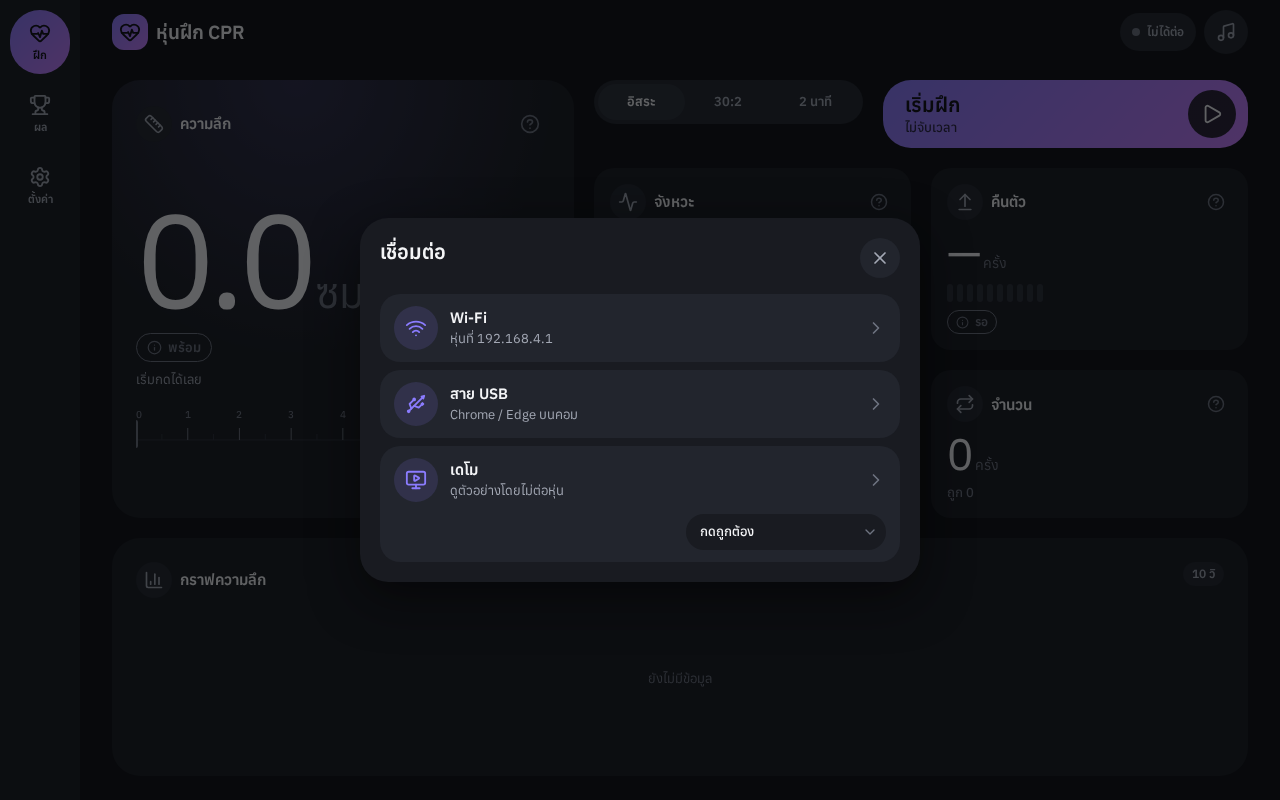 ฝึก
ผล
ตั้งค่า
หุ่นฝึก CPR
ไม่ได้ต่อ
ความลึก
0.0 ซม
พร้อม
เริ่มกดได้เลย
0 1 2 3 4
อิสระ 30:2 2 นาที
เริ่มฝึก
ไม่จับเวลา
จังหวะ
คืนตัว
— ครั้ง
รอ
จำนวน
0 ครั้ง
ถูก 0
เชื่อมต่อ
Wi-Fi
หุ่นที่ 192.168.4.1
สาย USB
Chrome / Edge บนคอม
เดโม
ดูตัวอย่างโดยไม่ต่อหุ่น
กดถูกต้อง
กราฟความลึก
10 วิ
ยังไม่มีข้อมูล